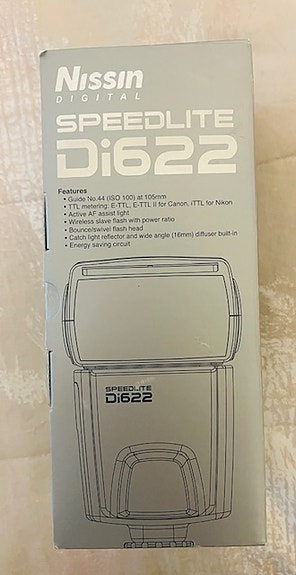 Nissin
DIGITAL
SPEEDLITE
Di622
Features
• Guide No.44 (ISO 100) at 105mm
• TTL metering: E-TTL, E-TTL II for Canon, iTTL for Nikon
• Active AF assist light
• Wireless slave flash with power ratio
• Bounce/swivel flash head
• Catch light reflector and wide angle (16mm) diffuser built-in
• Energy saving circuit
SPEEDLITE
Di622